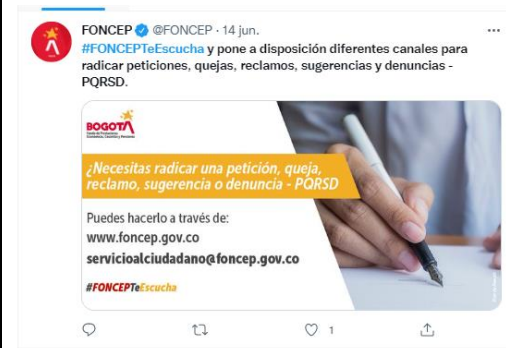 FONCEP @FONCEP · 14 jun.
#FONCEPTeEscucha y pone a disposición diferentes canales para
radicar peticiones, quejas, reclamos, sugerencias y denuncias -
PQRSD.
BOGOTÁ
¿Necesitas radicar una petición, queja,
reclamo, sugerencia o denuncia - PQRSD
Puedes hacerlo a través de:
www.foncep.gov.co
servicioalciudadano@foncep.gov.co
#FONCEPTeEscucha
1